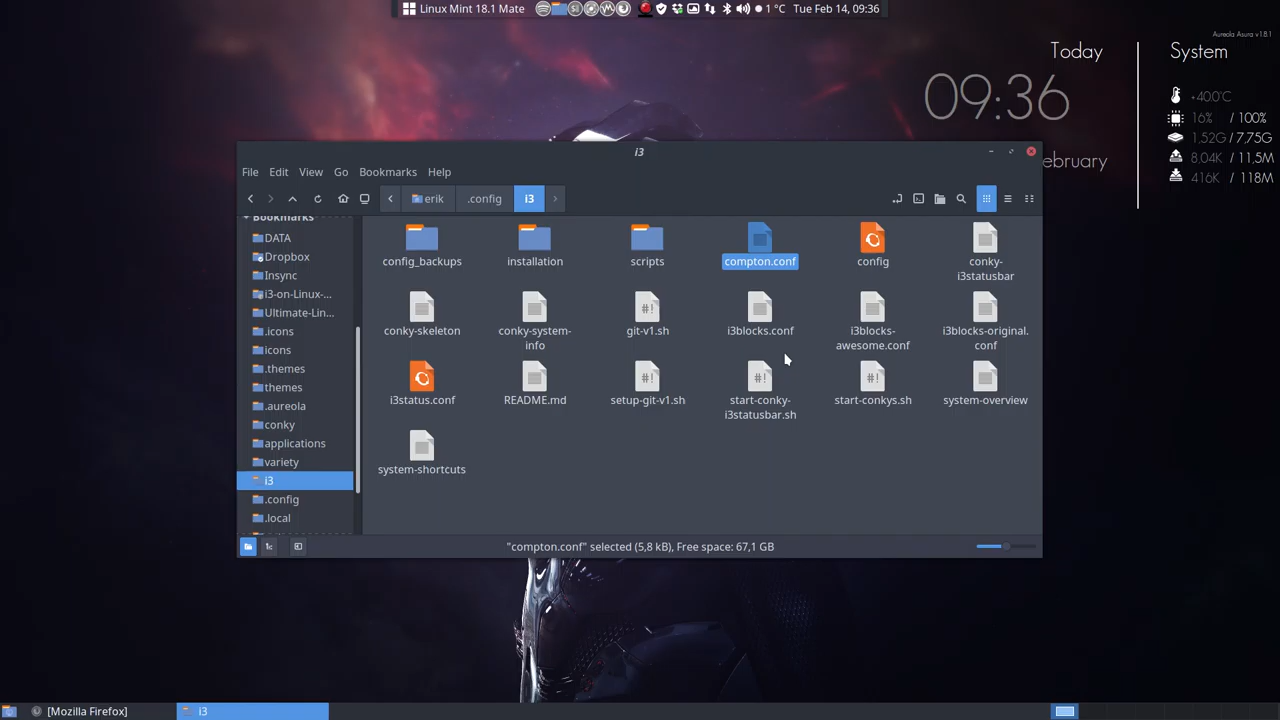 Linux Mint 18.1 Mate
1 °C Tue Feb 14, 09:36
Aureola Asura v18.1
Today
System
09:36
ebruary
+40.0°C
16% / 100%
1,52G / 7,75G
8,04K / 11,5M
416K / 118M
i3
File Edit View Go Bookmarks Help
erik .config i3
Bookmarks
DATA
Dropbox
Insync
i3-on-Linux-...
Ultimate-Lin...
.icons
icons
.themes
themes
.aureola
conky
applications
variety
i3
.config
.local
config_backups
installation
scripts
compton.conf
config
conky-
i3statusbar
conky-skeleton
conky-system-
info
git-v1.sh
i3blocks.conf
i3blocks-
awesome.conf
i3blocks-original.
conf
i3status.conf
README.md
setup-git-v1.sh
start-conky-
i3statusbar.sh
start-conkys.sh
system-overview
system-shortcuts
"compton.conf" selected (5,8 kB), Free space: 67,1 GB
[Mozilla Firefox]
i3